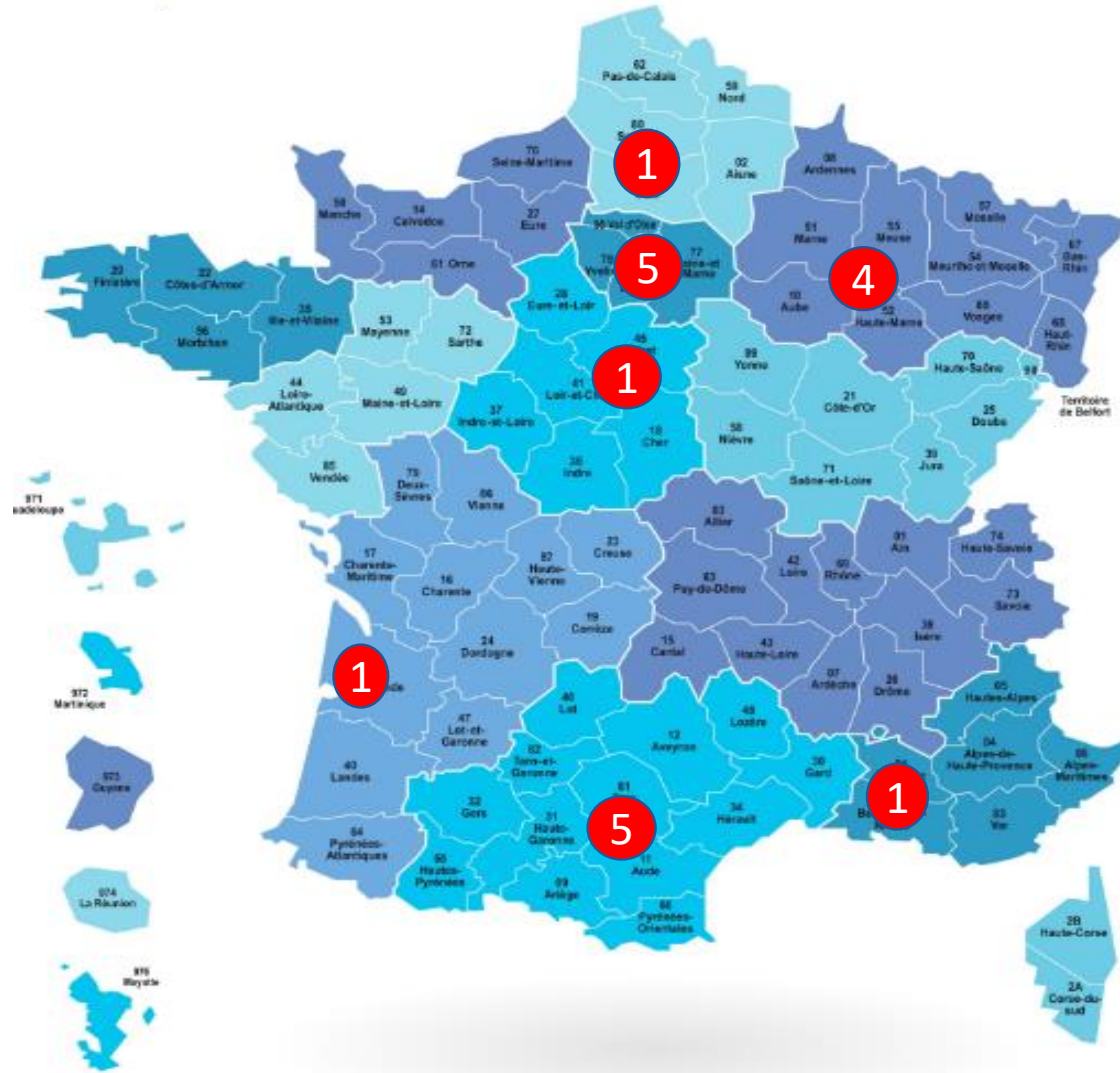 62
Pas-de-Calais
59
Nord
80
02
Aisne
76
Seine-Maritime
08
Ardennes
50
Manche
14
Calvados
27
Eure
61 Orne
1
95 Val d'Oise
78
77
5
51
Marne
55
Meuse
57
Moselle
54
Meurthe-et-Moselle
67
Bas-
Rhin
4
10
Aube
52
Haute-Marne
88
Vosges
68
Haut-
Rhin
29
Finistère
22
Côtes-d'Armor
35
Ille-et-Vilaine
56
Morbihan
53
Mayenne
72
Sarthe
28
Eure-et-Loir
45
1
41
44
Loire-
Atlantique
49
Maine-et-Loire
37
Indre-et-Loire
18
Cher
36
Indre
Yonne
58
Nièvre
21
Côte-d'Or
70
Haute-Saône
90
Territoire
de Belfort
25
Doubs
39
Jura
71
Saône-et-Loire
85
Vendée
79
Deux-
Sèvres
86
Vienne
03
Allier
01
Ain
74
Haute-Savoie
17
Charente-
Maritime
16
Charente
87
Haute-
Vienne
23
Creuse
63
Puy-de-Dôme
42
Loire
69
Rhône
73
Savoie
38
Isère
19
Corrèze
24
Dordogne
15
Cantal
43
Haute-Loire
07
Ardèche
26
Drôme
1
47
Lot-et-
Garonne
46
Lot
48
Lozère
12
Aveyron
05
Hautes-Alpes
04
Alpes-de-
Haute-Provence
06
Alpes-
Maritimes
40
Landes
82
Tarn-et-
Garonne
30
Gard
32
Gers
81
31
Haute-
Garonne
5
34
Hérault
1
83
Var
64
Pyrénées-
Atlantiques
65
Hautes-
Pyrénées
09
Ariège
11
Aude
66
Pyrénées-
Orientales
2B
Haute-Corse
2A
Corse-du-
sud
971
uadeloupe
972
Martinique
973
Guyane
974
La Réunion
976
Mayotte